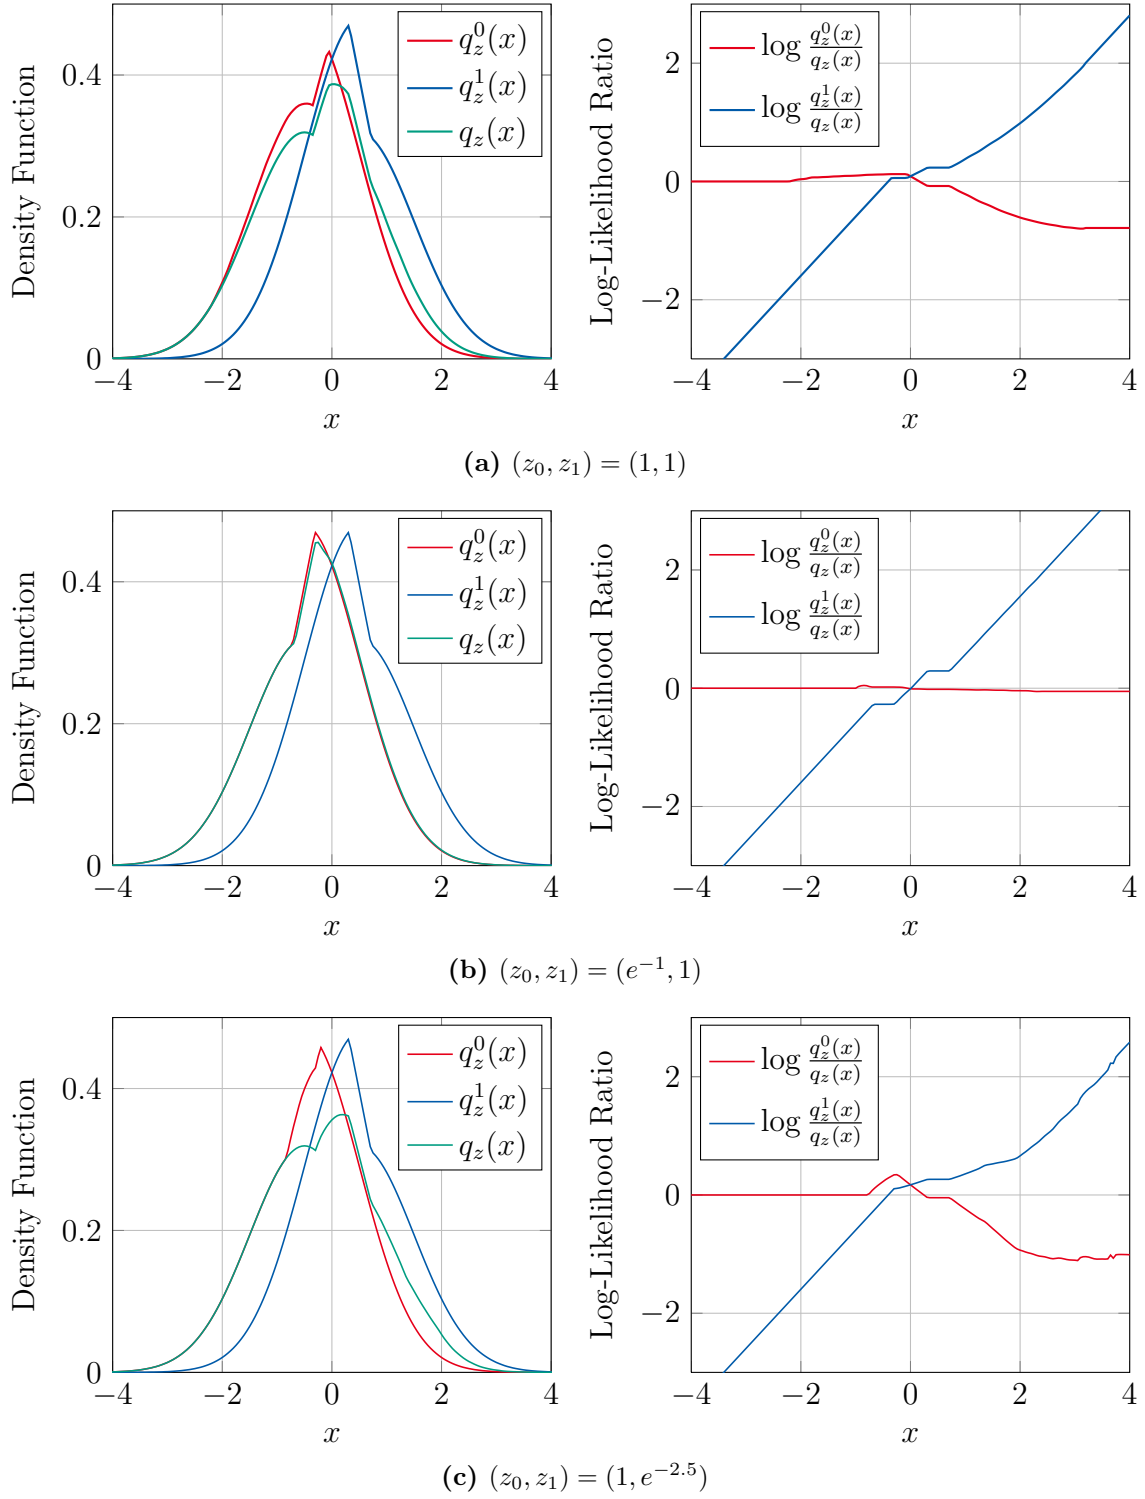 Density Function
0
0.2
0.4
−4
−2
0
2
4
x
q_z^0(x)
q_z^1(x)
q_z(x)
Log-Likelihood Ratio
−2
0
2
−4
−2
0
2
4
x
log q_z^0(x)/q_z(x)
log q_z^1(x)/q_z(x)
(a) (z_0, z_1) = (1, 1)
Density Function
0
0.2
0.4
−4
−2
0
2
4
x
q_z^0(x)
q_z^1(x)
q_z(x)
Log-Likelihood Ratio
−2
0
2
−4
−2
0
2
4
x
log q_z^0(x)/q_z(x)
log q_z^1(x)/q_z(x)
(b) (z_0, z_1) = (e^{−1}, 1)
Density Function
0
0.2
0.4
−4
−2
0
2
4
x
q_z^0(x)
q_z^1(x)
q_z(x)
Log-Likelihood Ratio
−2
0
2
−4
−2
0
2
4
x
log q_z^0(x)/q_z(x)
log q_z^1(x)/q_z(x)
(c) (z_0, z_1) = (1, e^{−2.5})